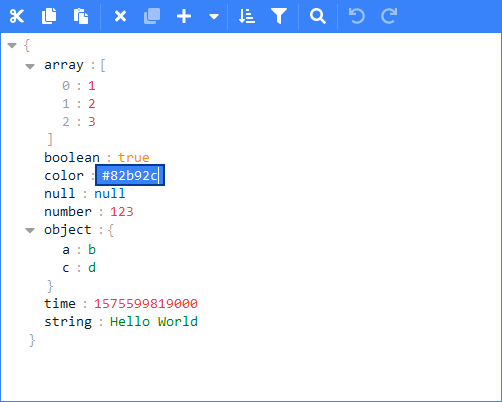 {
array : [
0 : 1
1 : 2
2 : 3
]
boolean : true
color : #82b92c
null : null
number : 123
object : {
a : b
c : d
}
time : 1575599819000
string : Hello World
}